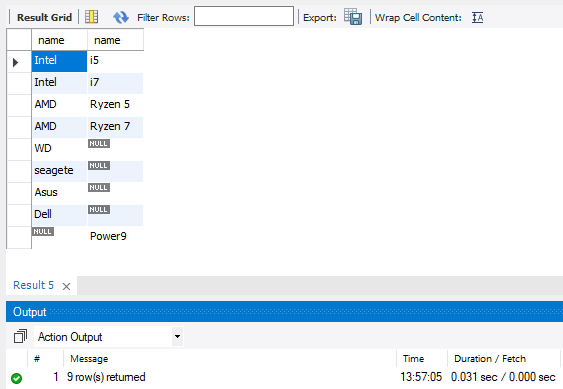 Result Grid Filter Rows: Export: Wrap Cell Content: IA
name name
Intel i5
Intel i7
AMD Ryzen 5
AMD Ryzen 7
WD NULL
seagete NULL
Asus NULL
Dell NULL
NULL Power9
Result 5 ×
Output
Action Output
# Message Time Duration / Fetch
1 9 row(s) returned 13:57:05 0.031 sec / 0.000 sec